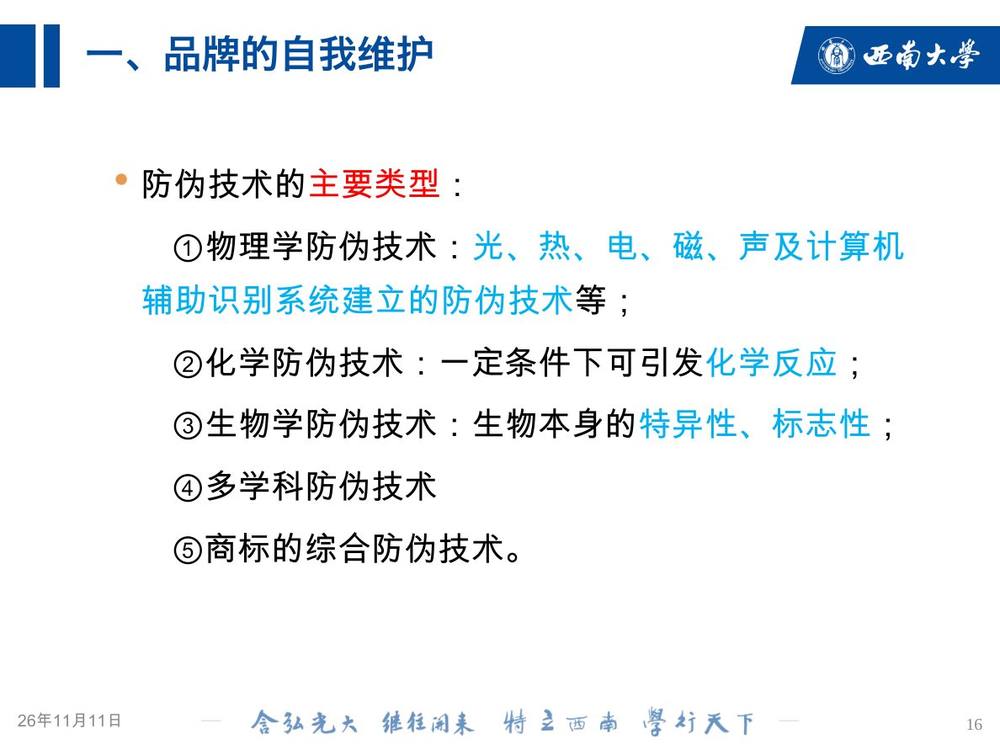 一、品牌的自我维护
西南大学
• 防伪技术的主要类型：
①物理学防伪技术：光、热、电、磁、声及计算机
辅助识别系统建立的防伪技术等；
②化学防伪技术：一定条件下可引发化学反应；
③生物学防伪技术：生物本身的特异性、标志性；
④多学科防伪技术
⑤商标的综合防伪技术。
26年11月11日
含弘光大 继往开来 特立西南 学行天下
16